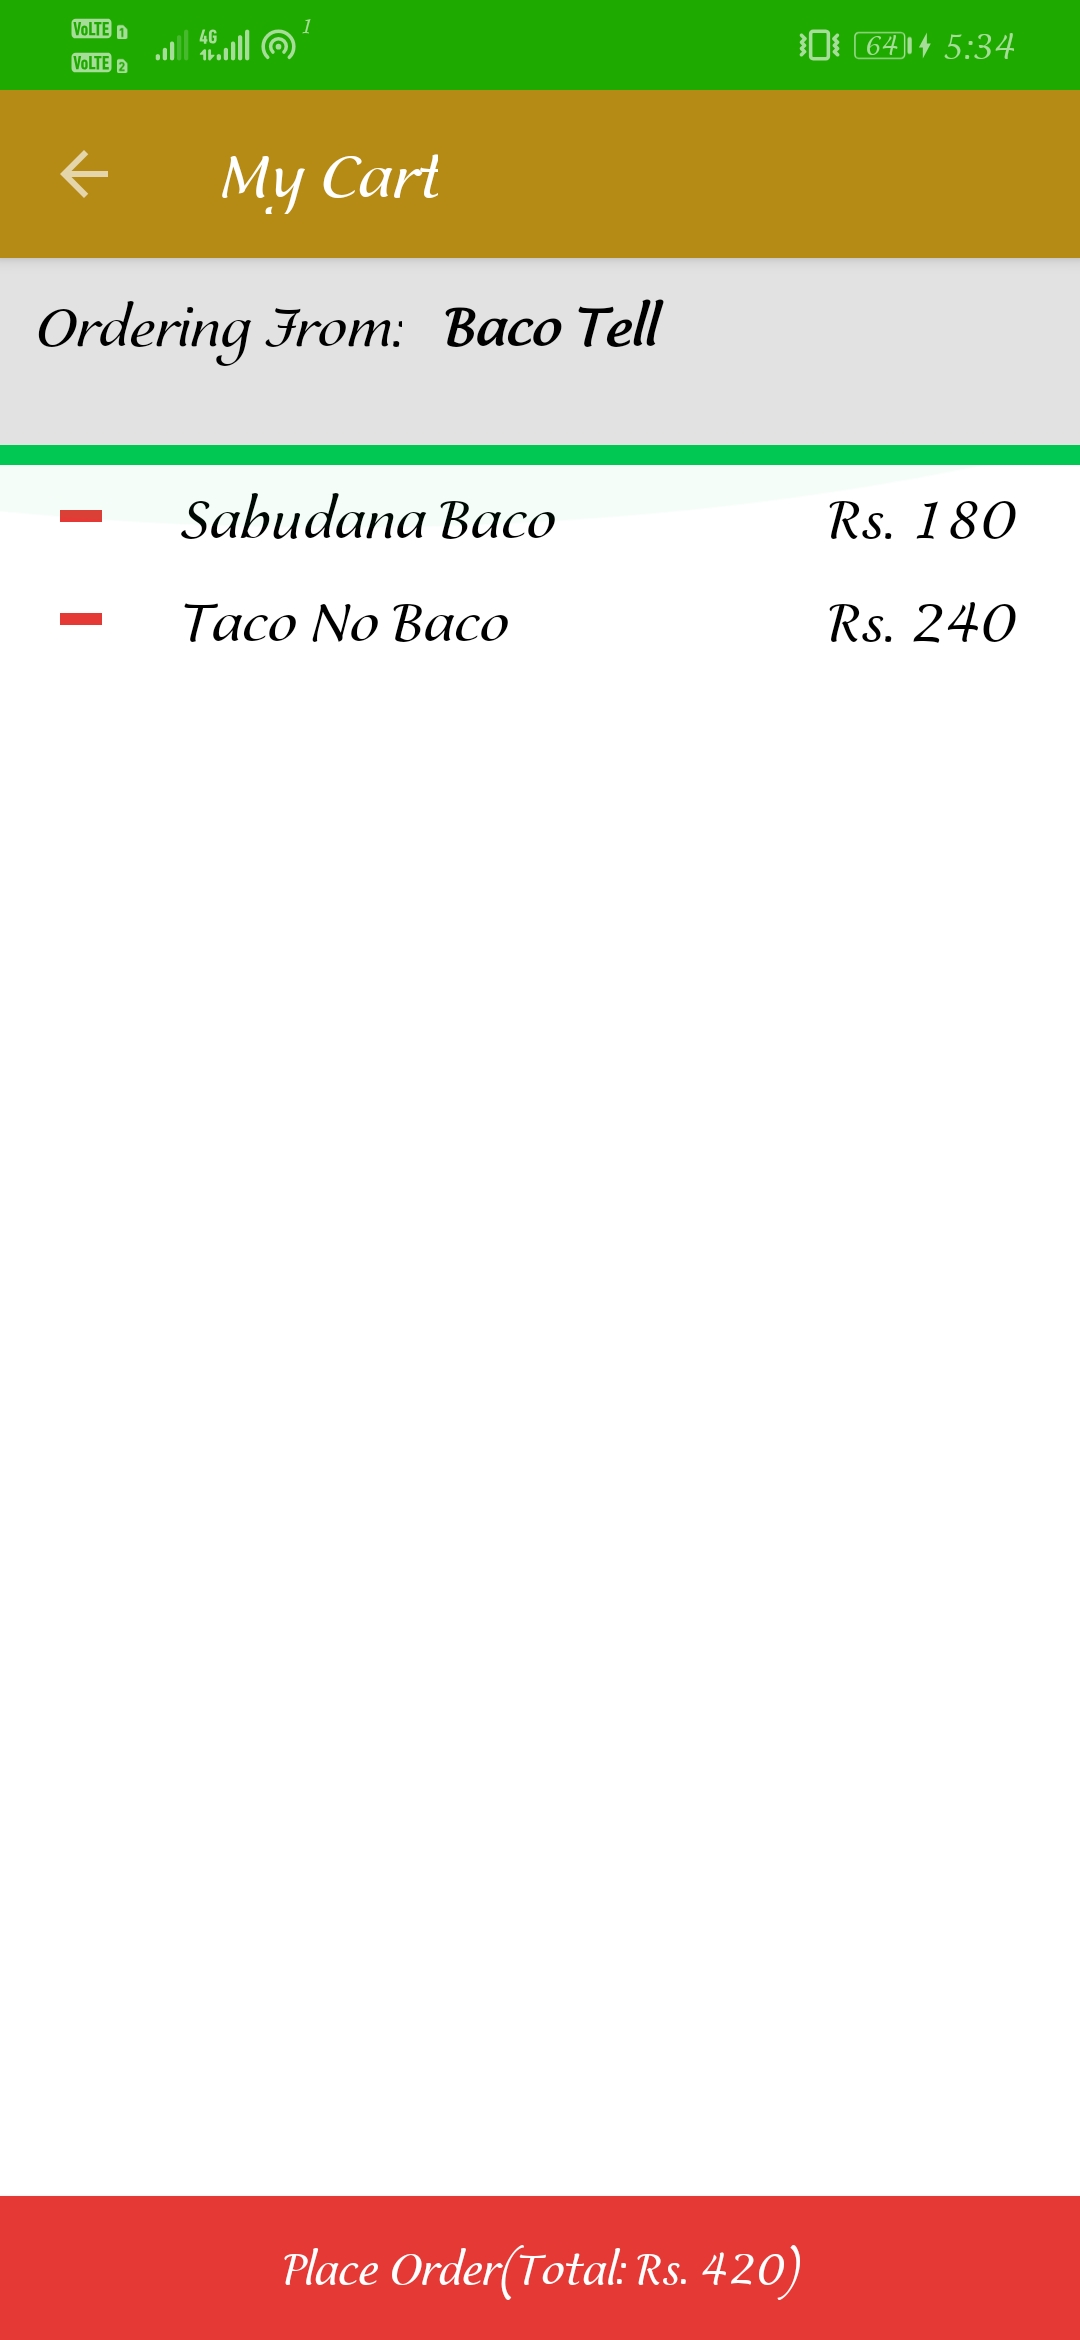 VoLTE 1
VoLTE 2
4G
1
64
5:34
My Cart
Ordering From: Baco Tell
Sabudana Baco Rs. 180
Taco No Baco Rs. 240
Place Order(Total: Rs. 420)